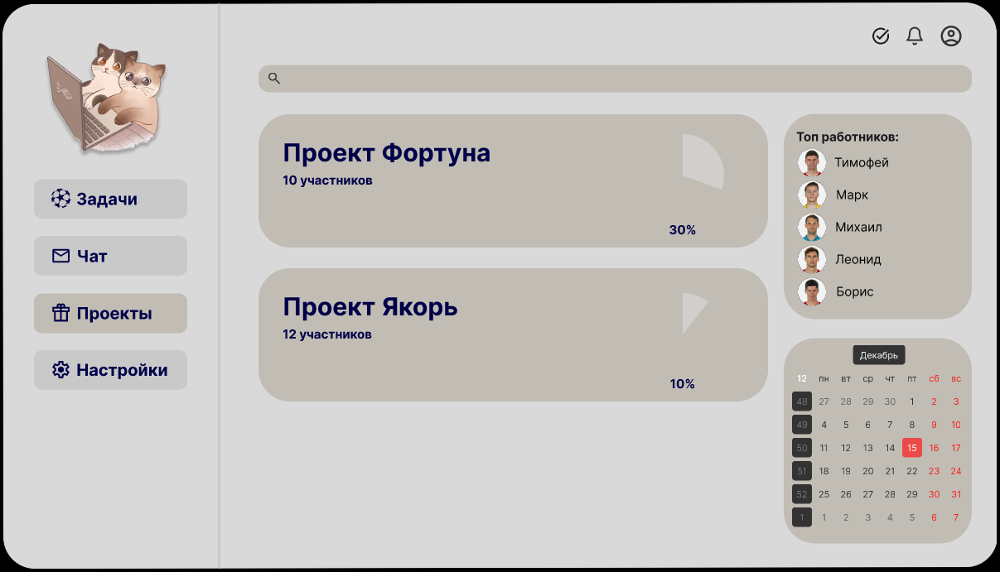 Задачи
Чат
Проекты
Настройки
Проект Фортуна
10 участников
30%
Проект Якорь
12 участников
10%
Топ работников:
Тимофей
Марк
Михаил
Леонид
Борис
Декабрь
12 пн вт ср чт пт сб вс
48 27 28 29 30 1 2 3
49 4 5 6 7 8 9 10
50 11 12 13 14 15 16 17
51 18 19 20 21 22 23 24
52 25 26 27 28 29 30 31
1 1 2 3 4 5 6 7